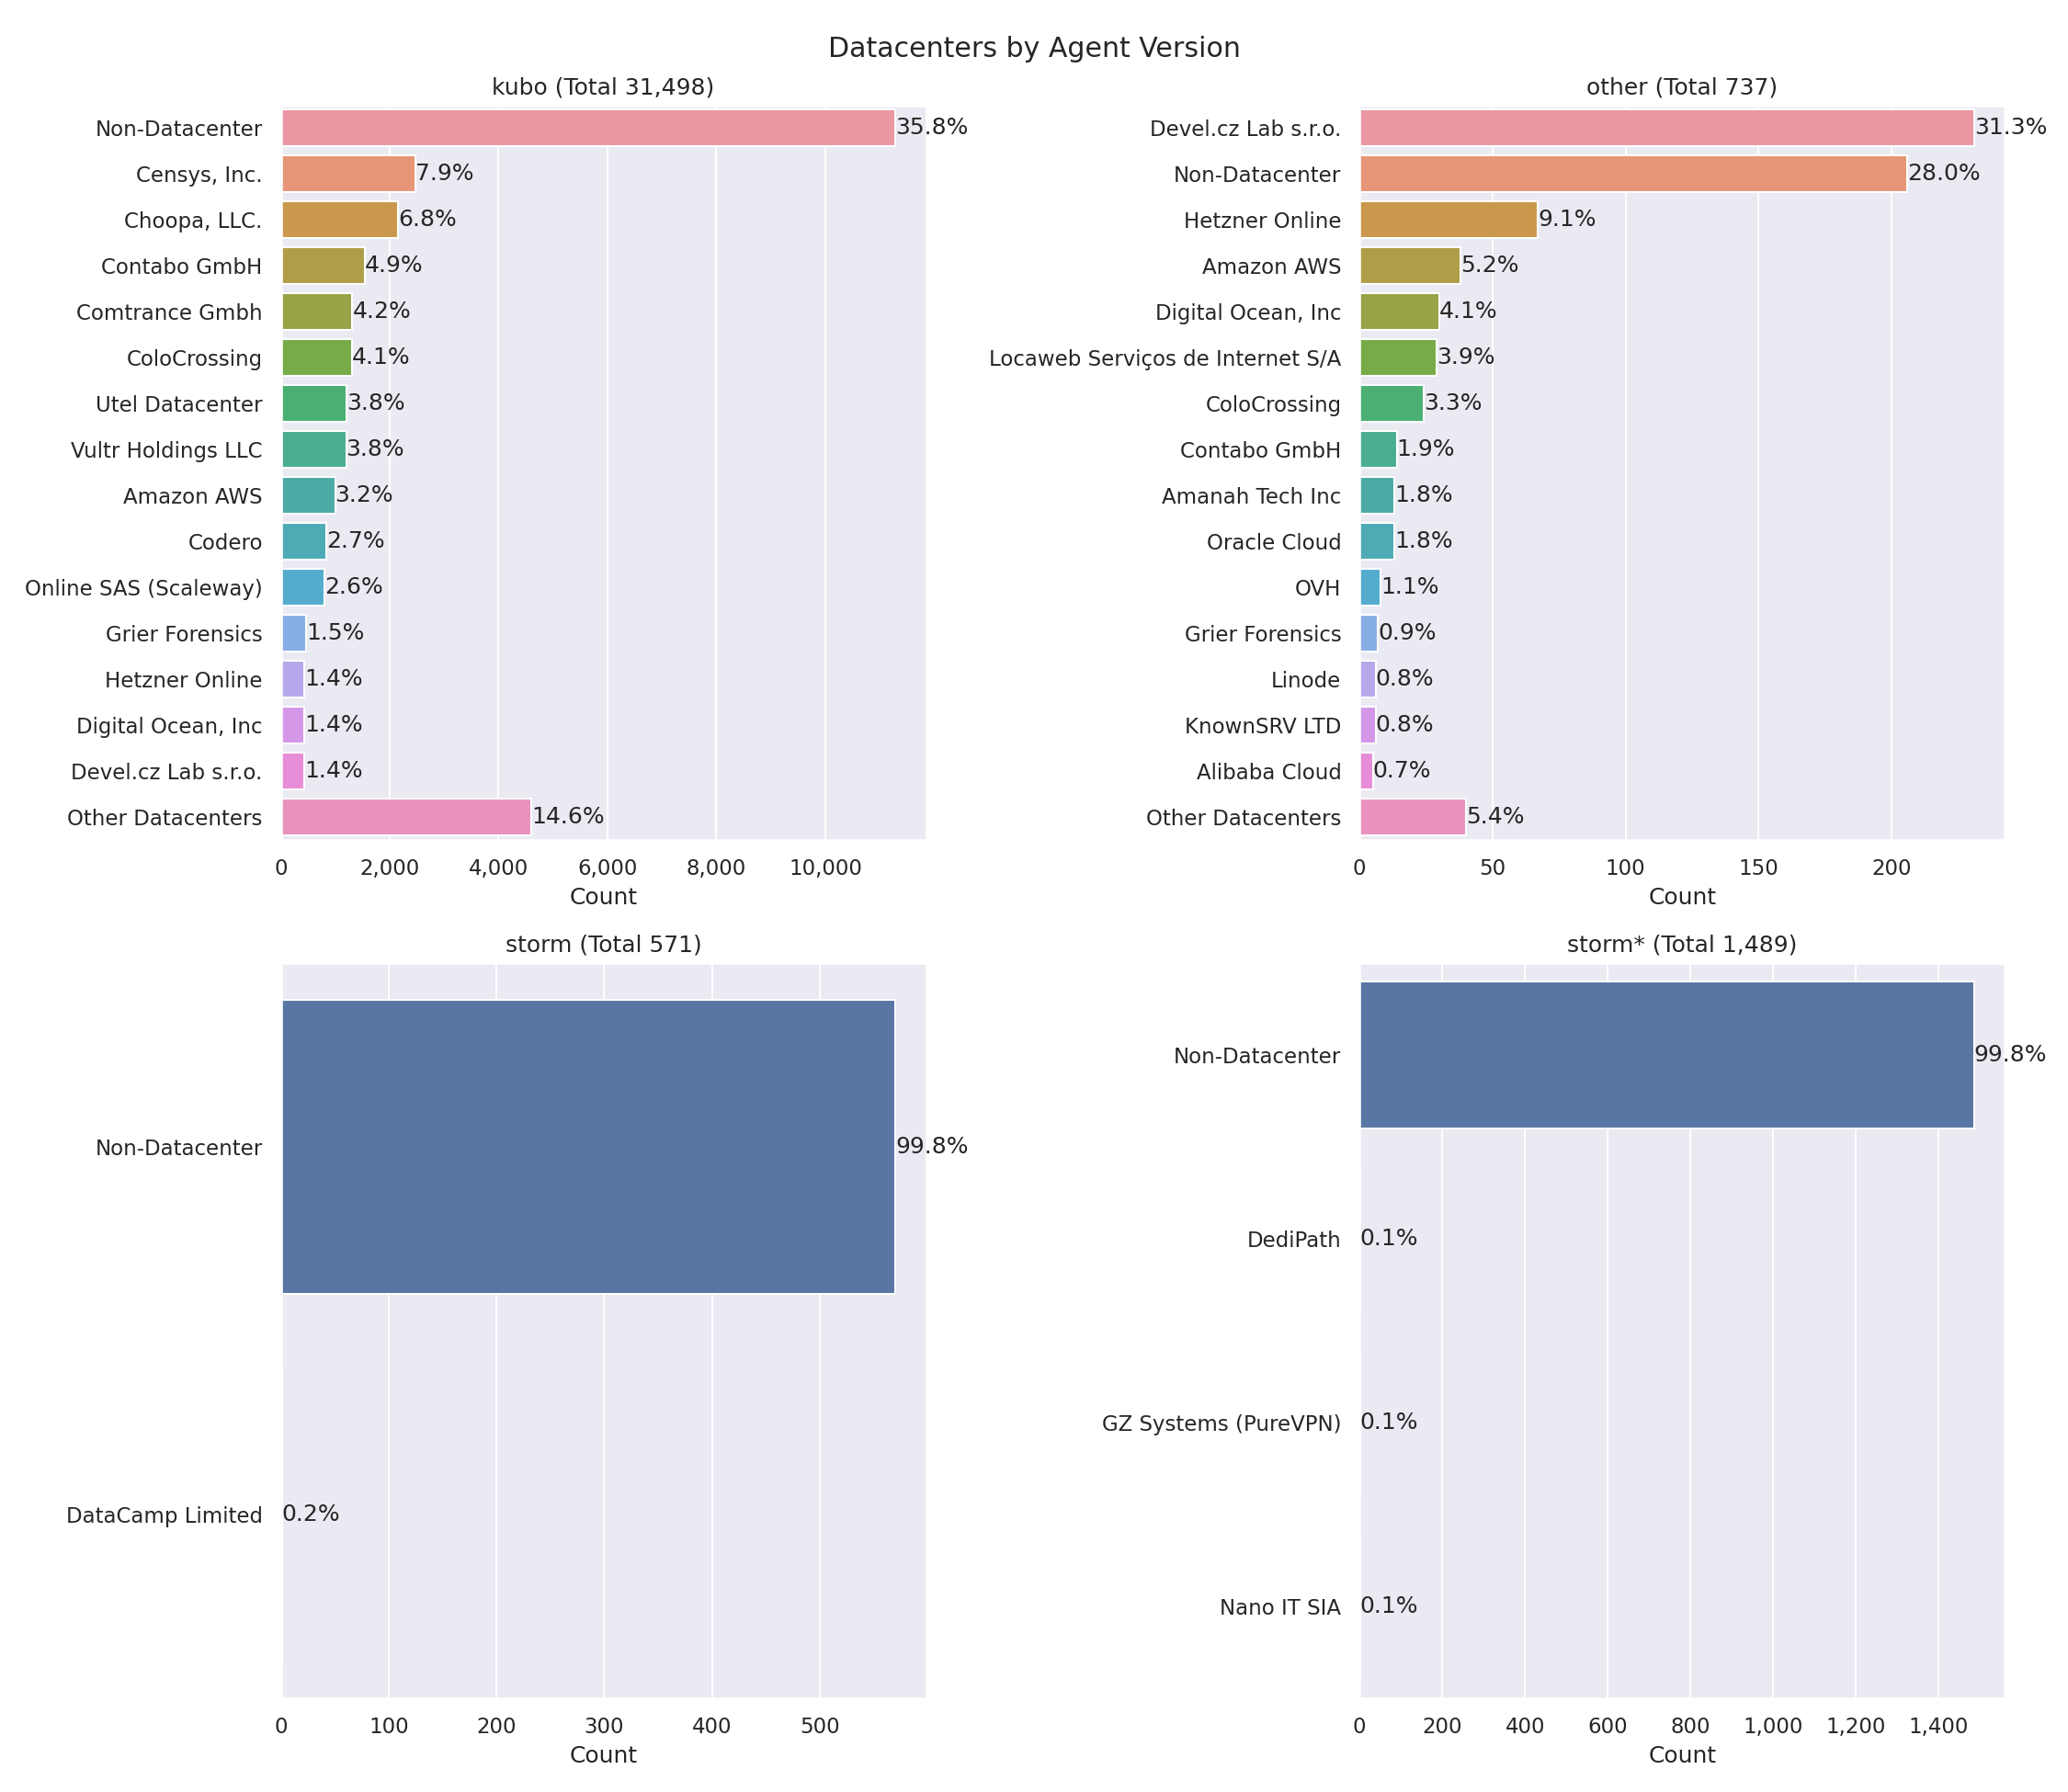 Datacenters by Agent Version
kubo (Total 31,498)
Non-Datacenter 35.8%
Censys, Inc. 7.9%
Choopa, LLC. 6.8%
Contabo GmbH 4.9%
Comtrance Gmbh 4.2%
ColoCrossing 4.1%
Utel Datacenter 3.8%
Vultr Holdings LLC 3.8%
Amazon AWS 3.2%
Codero 2.7%
Online SAS (Scaleway) 2.6%
Grier Forensics 1.5%
Hetzner Online 1.4%
Digital Ocean, Inc 1.4%
Devel.cz Lab s.r.o. 1.4%
Other Datacenters 14.6%
0 2,000 4,000 6,000 8,000 10,000
Count
other (Total 737)
Devel.cz Lab s.r.o. 31.3%
Non-Datacenter 28.0%
Hetzner Online 9.1%
Amazon AWS 5.2%
Digital Ocean, Inc 4.1%
Locaweb Serviços de Internet S/A 3.9%
ColoCrossing 3.3%
Contabo GmbH 1.9%
Amanah Tech Inc 1.8%
Oracle Cloud 1.8%
OVH 1.1%
Grier Forensics 0.9%
Linode 0.8%
KnownSRV LTD 0.8%
Alibaba Cloud 0.7%
Other Datacenters 5.4%
0 50 100 150 200
Count
storm (Total 571)
Non-Datacenter 99.8%
DataCamp Limited 0.2%
0 100 200 300 400 500
Count
storm* (Total 1,489)
Non-Datacenter 99.8%
DediPath 0.1%
GZ Systems (PureVPN) 0.1%
Nano IT SIA 0.1%
0 200 400 600 800 1,000 1,200 1,400
Count